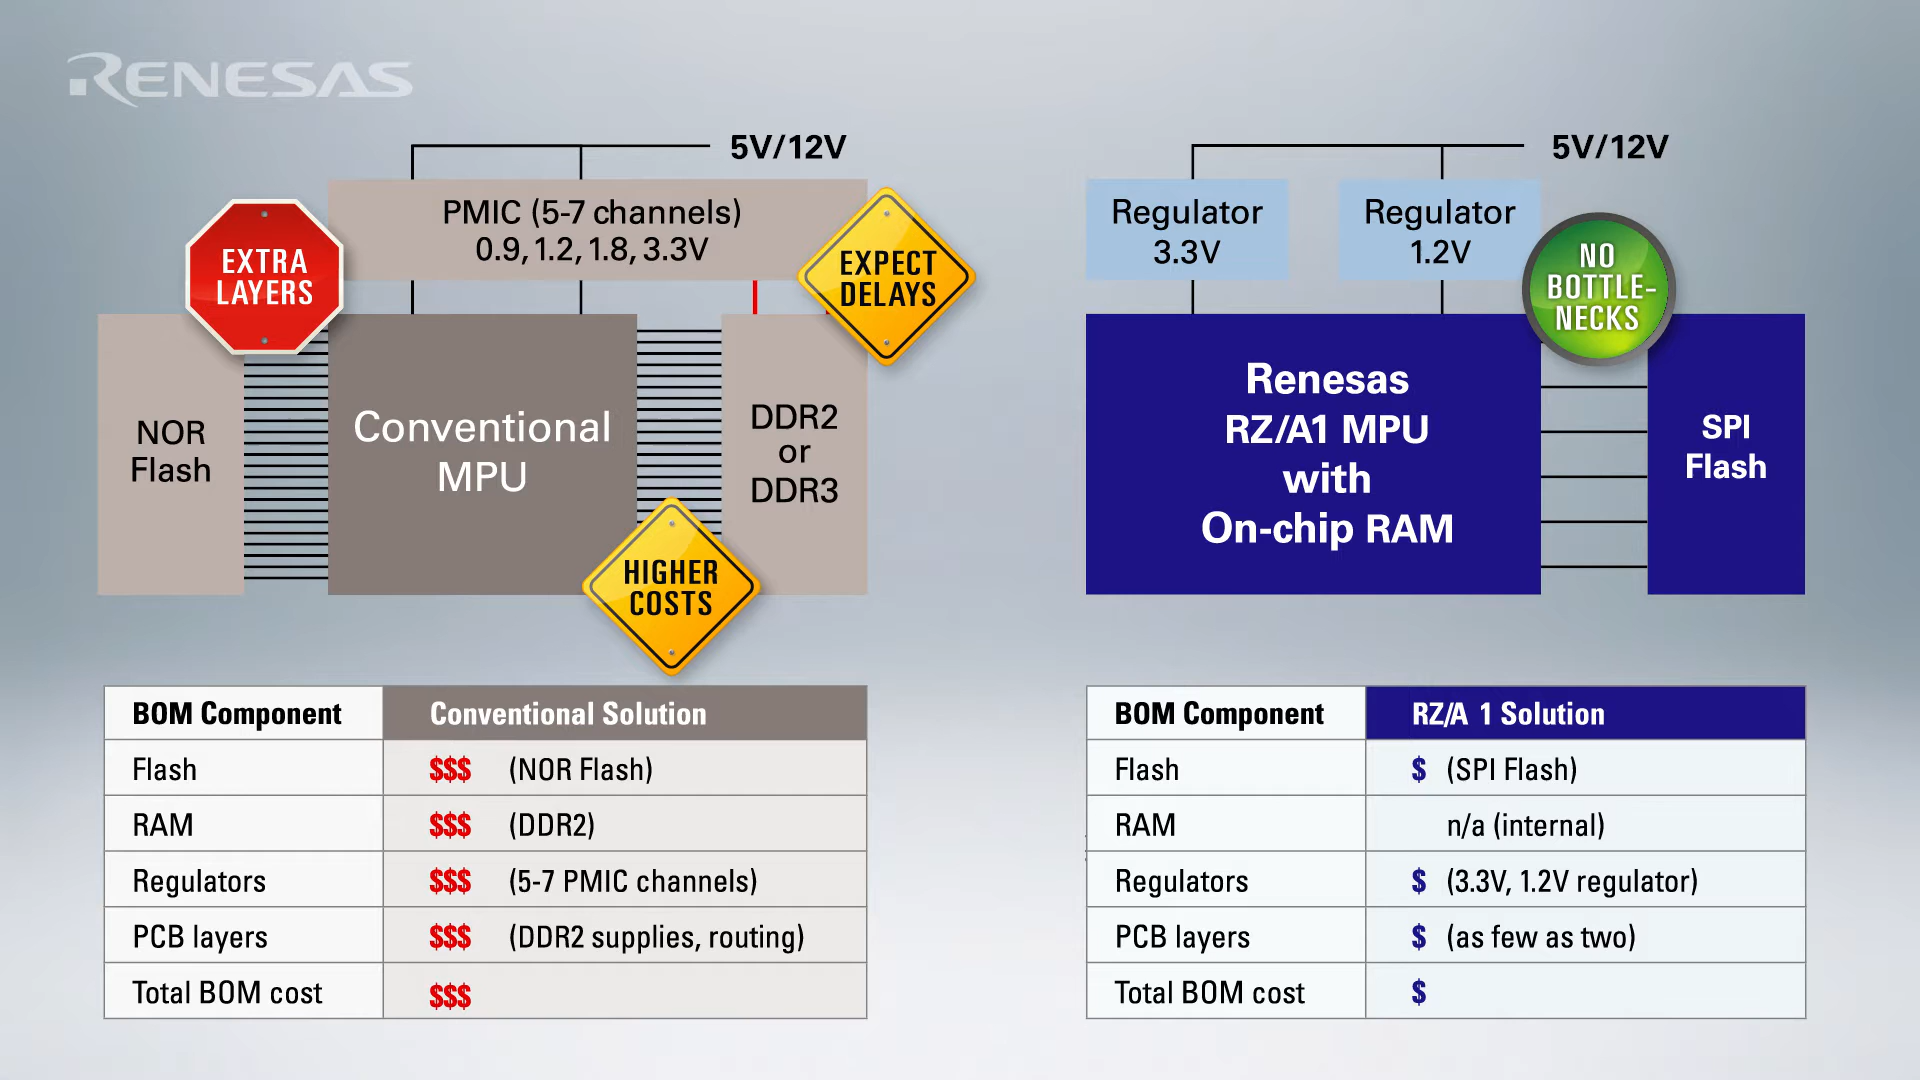 RENESAS
5V/12V
PMIC (5-7 channels)
0.9, 1.2, 1.8, 3.3V
EXTRA
LAYERS
EXPECT
DELAYS
NOR
Flash
Conventional
MPU
DDR2
or
DDR3
HIGHER
COSTS
5V/12V
Regulator
3.3V
Regulator
1.2V
NO
BOTTLE-
NECKS
Renesas
RZ/A1 MPU
with
On-chip RAM
SPI
Flash
BOM Component Conventional Solution
Flash $$$ (NOR Flash)
RAM $$$ (DDR2)
Regulators $$$ (5-7 PMIC channels)
PCB layers $$$ (DDR2 supplies, routing)
Total BOM cost $$$
BOM Component RZ/A 1 Solution
Flash $ (SPI Flash)
RAM n/a (internal)
Regulators $ (3.3V, 1.2V regulator)
PCB layers $ (as few as two)
Total BOM cost $